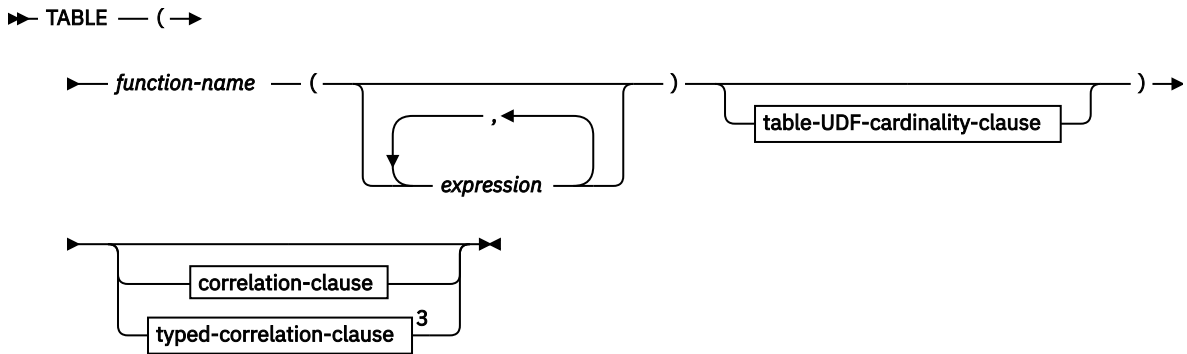 TABLE (
function-name ( ) )
,
table-UDF-cardinality-clause
expression
correlation-clause
typed-correlation-clause 3